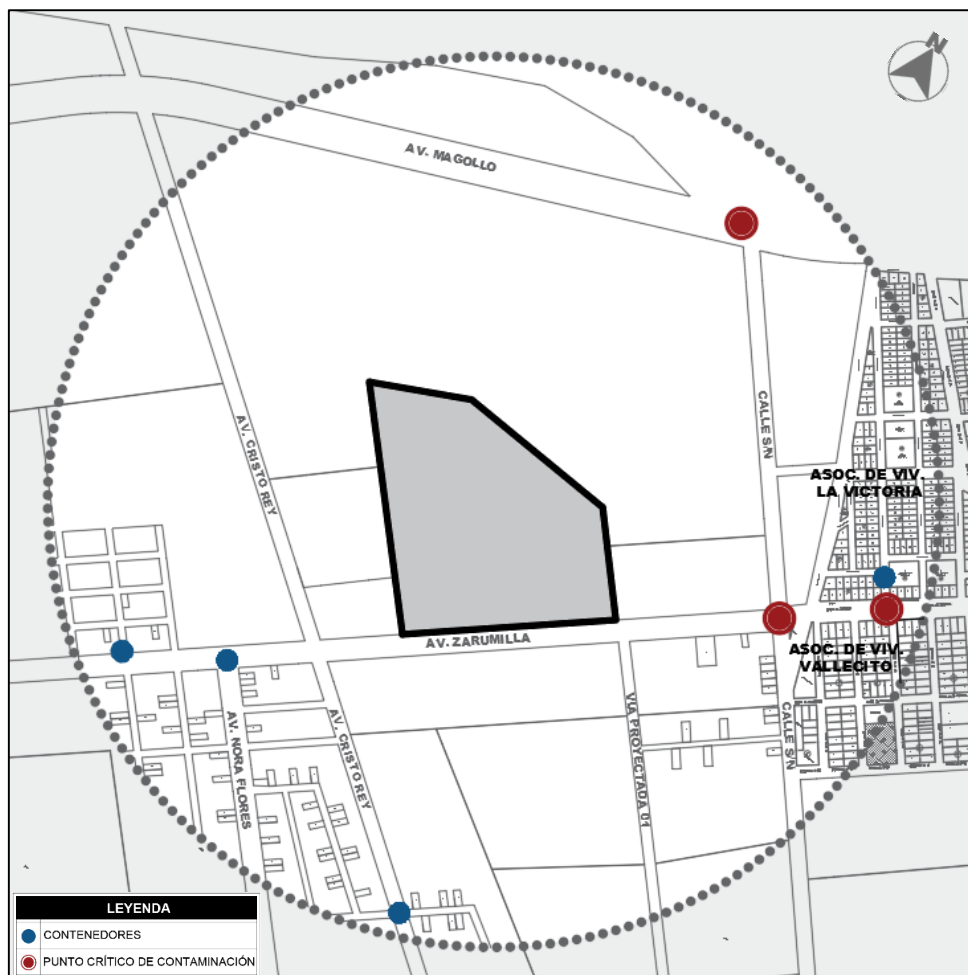 N
AV. MAGOLLO
AV. CRISTO REY
CALLE S/N
ASOC. DE VIV.
LA VICTORIA
AV. ZARUMILLA
ASOC. DE VIV.
VALLECITO
AV. NORA FLORES
AV. CRISTO REY
VIA PROYECTADA 01
CALLE S/N
LEYENDA
CONTENEDORES
PUNTO CRÍTICO DE CONTAMINACIÓN